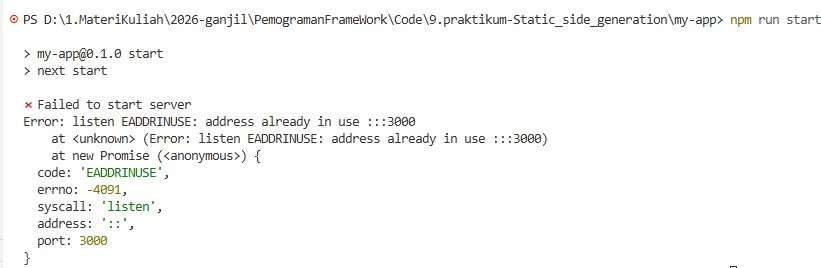 PS D:\1.MateriKuliah\2026-ganjil\PemogramanFrameWork\Code\9.praktikum-Static_side_generation\my-app> npm run start
> my-app@0.1.0 start
> next start
⨯ Failed to start server
Error: listen EADDRINUSE: address already in use :::3000
    at <unknown> (Error: listen EADDRINUSE: address already in use :::3000)
    at new Promise (<anonymous>) {
  code: 'EADDRINUSE',
  errno: -4091,
  syscall: 'listen',
  address: '::',
  port: 3000
}